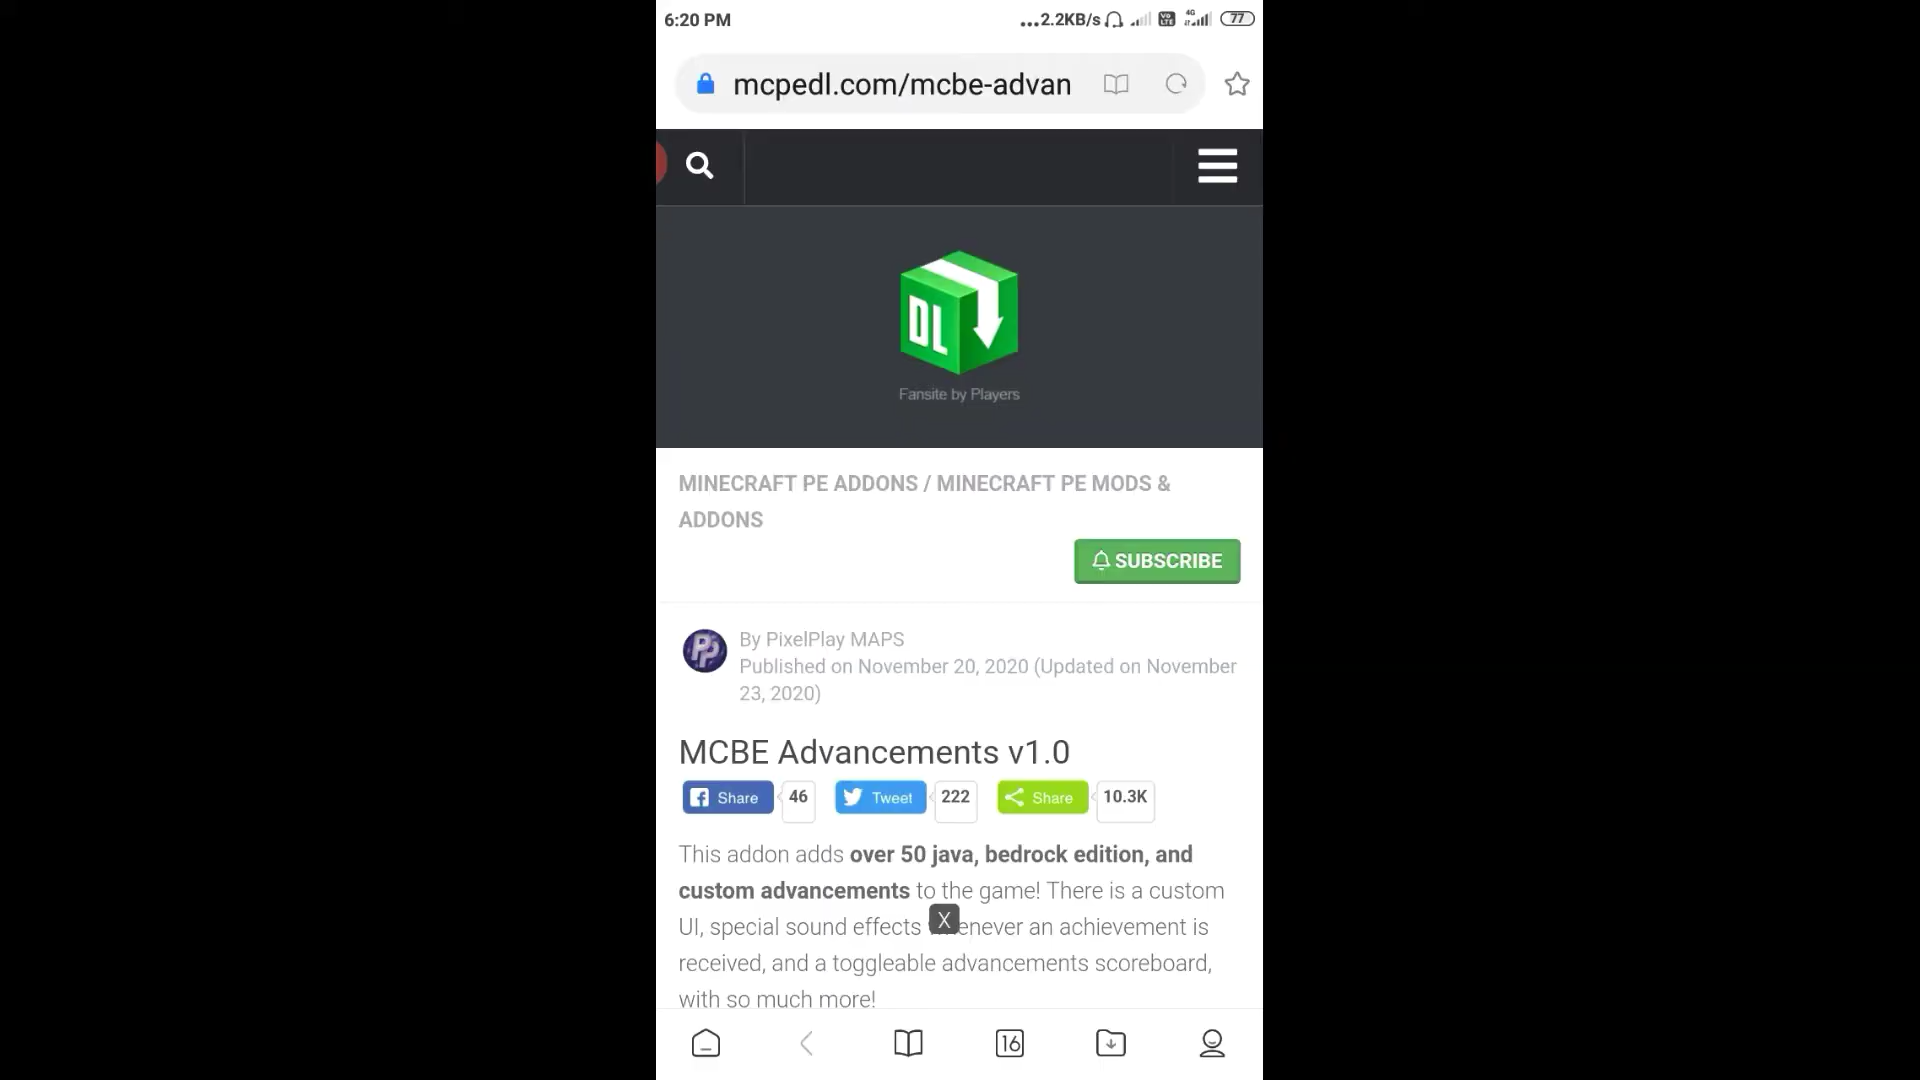 6:20 PM
...2.2KB/s
Vo
LTE
4G
77
mcpedl.com/mcbe-advan
DL
Fansite by Players
MINECRAFT PE ADDONS / MINECRAFT PE MODS &
ADDONS
SUBSCRIBE
PP
By PixelPlay MAPS
Published on November 20, 2020 (Updated on November
23, 2020)
MCBE Advancements v1.0
Share 46 Tweet 222 Share 10.3K
This addon adds over 50 java, bedrock edition, and
custom advancements to the game! There is a custom
UI, special sound effects X enever an achievement is
received, and a toggleable advancements scoreboard,
with so much more!
16